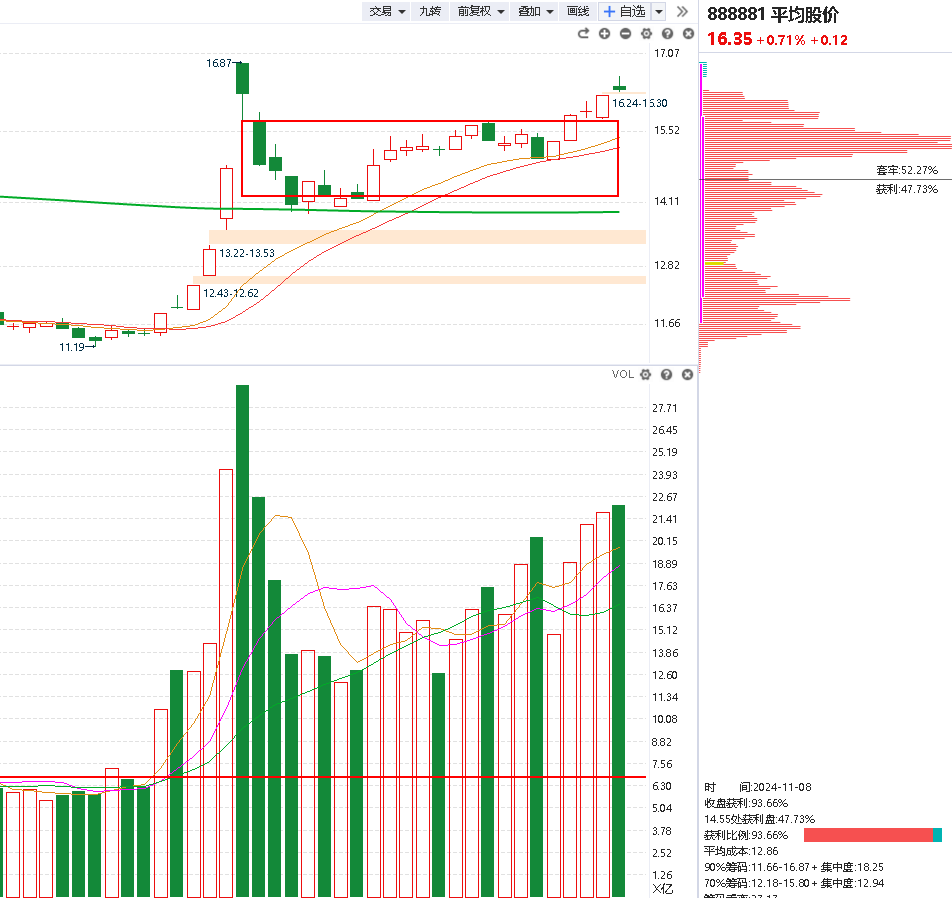 交易 九转 前复权 叠加 画线 + 自选
888881 平均股价
16.35 +0.71% +0.12
16.87
17.07
16.24-15.30
15.52
套牢:52.27%
获利:47.73%
14.11
13.22-13.53
12.82
12.43-12.62
11.66
11.19
VOL
27.71
26.45
25.19
23.93
22.67
21.41
20.15
18.89
17.63
16.37
15.12
13.86
12.60
11.34
10.08
8.82
7.56
6.30
5.04
3.78
2.52
1.26
X亿
时 间:2024-11-08
收盘获利:93.66%
14.55处获利盘:47.73%
获利比例:93.66%
平均成本:12.86
90%筹码:11.66-16.87+ 集中度:18.25
70%筹码:12.18-15.80+ 集中度:12.94